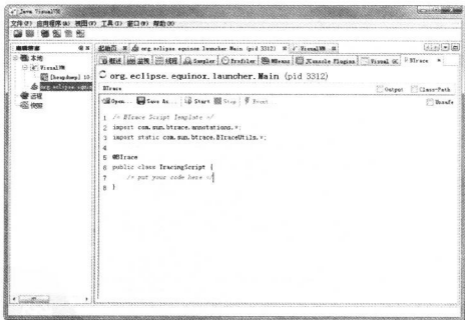 Java VisualVM
文件(F) 应用程序(A) 视图(V) 工具(T) 窗口(W) 帮助(H)
应用程序
起始页 org.eclipse.equinox.launcher.Main (pid 3312) VisualVM
本地
VisualVM
[heapdump] 10
org.eclipse.equin
远程
快照
概述 监视 线程 Sampler Profiler MBeans JConsole Plugins Visual GC BTrace
org.eclipse.equinox.launcher.Main (pid 3312)
BTrace Output Class-Path
Open... Save As... Start Stop Event Unsafe
1 /* BTrace Script Template */
2 import com.sun.btrace.annotations.*;
3 import static com.sun.btrace.BTraceUtils.*;
4
5 @BTrace
6 public class TracingScript {
7 /* put your code here */
8 }